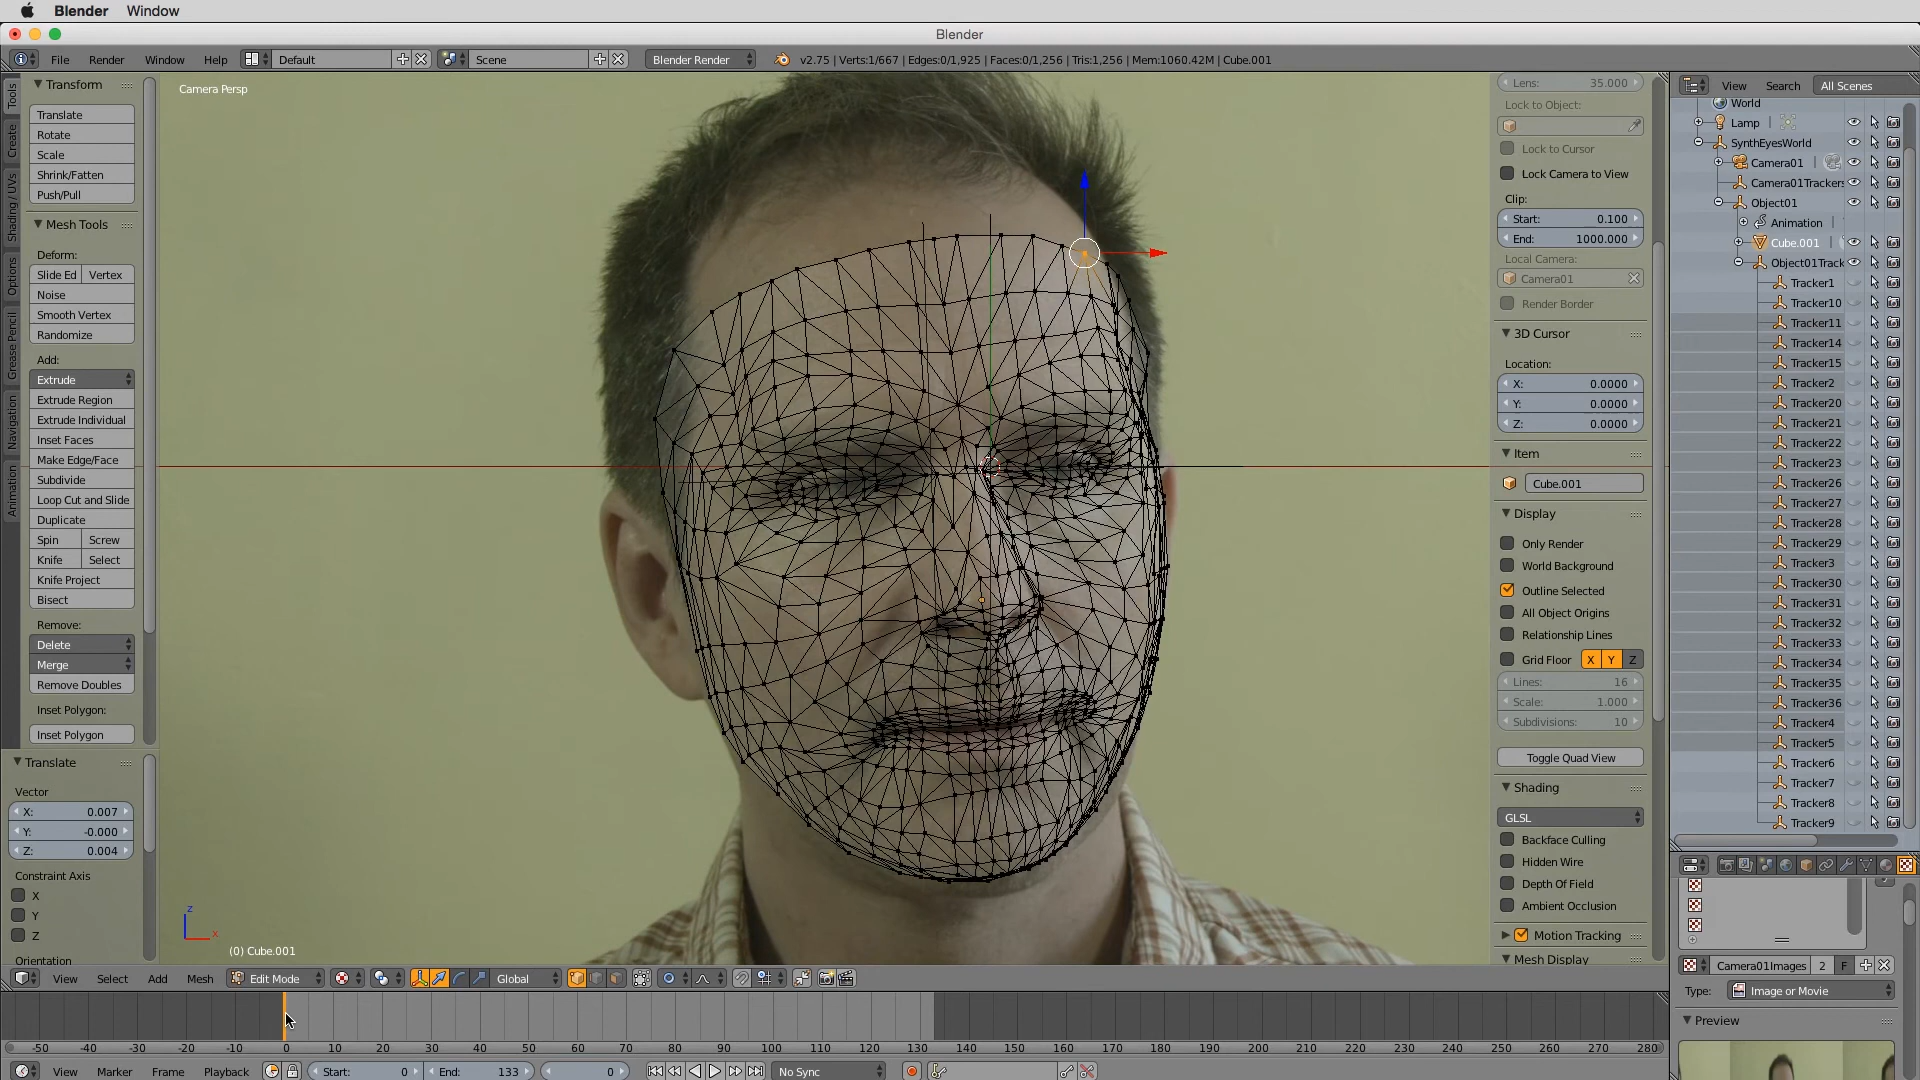 Blender Window
Blender
File Render Window Help Default Scene Blender Render v2.75 | Verts:1/667 | Edges:0/1,925 | Faces:0/1,256 | Tris:1,256 | Mem:1060.42M | Cube.001
Tools
Create
Shading / UVs
Options
Grease Pencil
Navigation
Animation
Transform
Translate
Rotate
Scale
Shrink/Fatten
Push/Pull
Mesh Tools
Deform:
Slide Ed Vertex
Noise
Smooth Vertex
Randomize
Add:
Extrude
Extrude Region
Extrude Individual
Inset Faces
Make Edge/Face
Subdivide
Loop Cut and Slide
Duplicate
Spin Screw
Knife Select
Knife Project
Bisect
Remove:
Delete
Merge
Remove Doubles
Inset Polygon:
Inset Polygon
Translate
Vector
X: 0.007
Y: -0.000
Z: 0.004
Constraint Axis
X
Y
Z
Orientation
Camera Persp
z
x
(0) Cube.001
Lens: 35.000
Lock to Object:
Lock to Cursor
Lock Camera to View
Clip:
Start: 0.100
End: 1000.000
Local Camera:
Camera01
Render Border
3D Cursor
Location:
X: 0.0000
Y: 0.0000
Z: 0.0000
Item
Cube.001
Display
Only Render
World Background
Outline Selected
All Object Origins
Relationship Lines
Grid Floor X Y Z
Lines: 16
Scale: 1.000
Subdivisions: 10
Toggle Quad View
Shading
GLSL
Backface Culling
Hidden Wire
Depth Of Field
Ambient Occlusion
Motion Tracking
Mesh Display
View Search All Scenes
World
Lamp
SynthEyesWorld
Camera01
Camera01Trackers
Object01
Animation
Cube.001
Object01Track
Tracker1
Tracker10
Tracker11
Tracker14
Tracker15
Tracker2
Tracker20
Tracker21
Tracker22
Tracker23
Tracker26
Tracker27
Tracker28
Tracker29
Tracker3
Tracker30
Tracker31
Tracker32
Tracker33
Tracker34
Tracker35
Tracker36
Tracker4
Tracker5
Tracker6
Tracker7
Tracker8
Tracker9
Camera01Images 2 F
Type: Image or Movie
Preview
View Select Add Mesh Edit Mode Global
-50 -40 -30 -20 -10 0 10 20 30 40 50 60 70 80 90 100 110 120 130 140 150 160 170 180 190 200 210 220 230 240 250 260 270 280
View Marker Frame Playback Start: 0 End: 133 0 No Sync